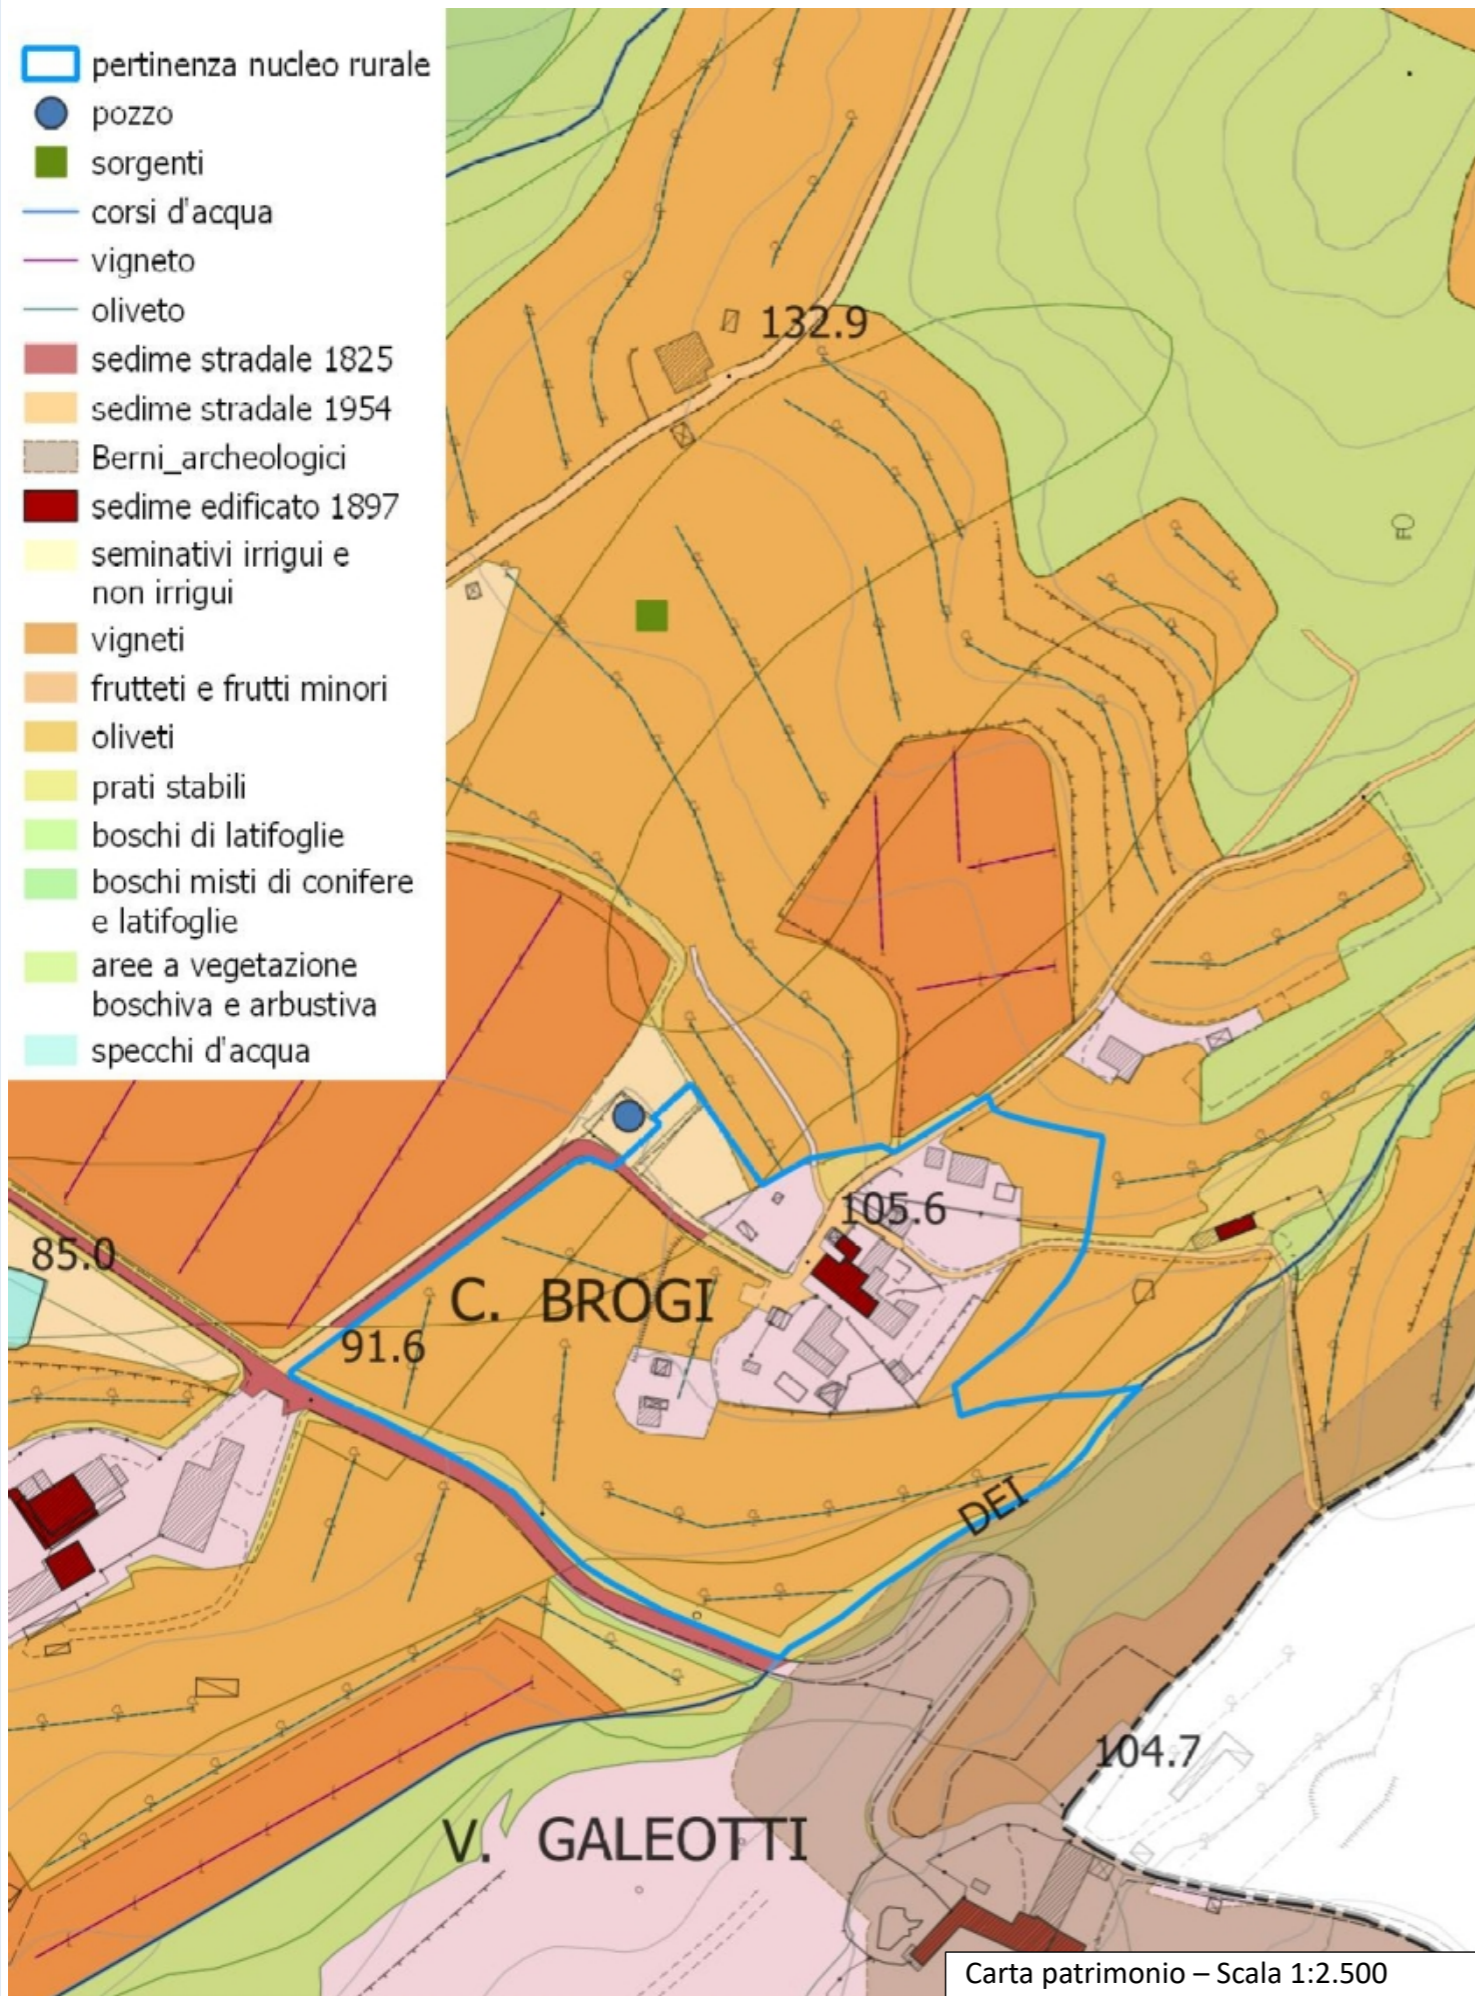 pertinenza nucleo rurale
pozzo
sorgenti
corsi d'acqua
vigneto
oliveto
sedime stradale 1825
sedime stradale 1954
Berni_archeologici
sedime edificato 1897
seminativi irrigui e
non irrigui
vigneti
frutteti e frutti minori
oliveti
prati stabili
boschi di latifoglie
boschi misti di conifere
e latifoglie
aree a vegetazione
boschiva e arbustiva
specchi d'acqua
132.9
105.6
85.0
C. BROGI
91.6
DEI
104.7
V. GALEOTTI
Carta patrimonio – Scala 1:2.500